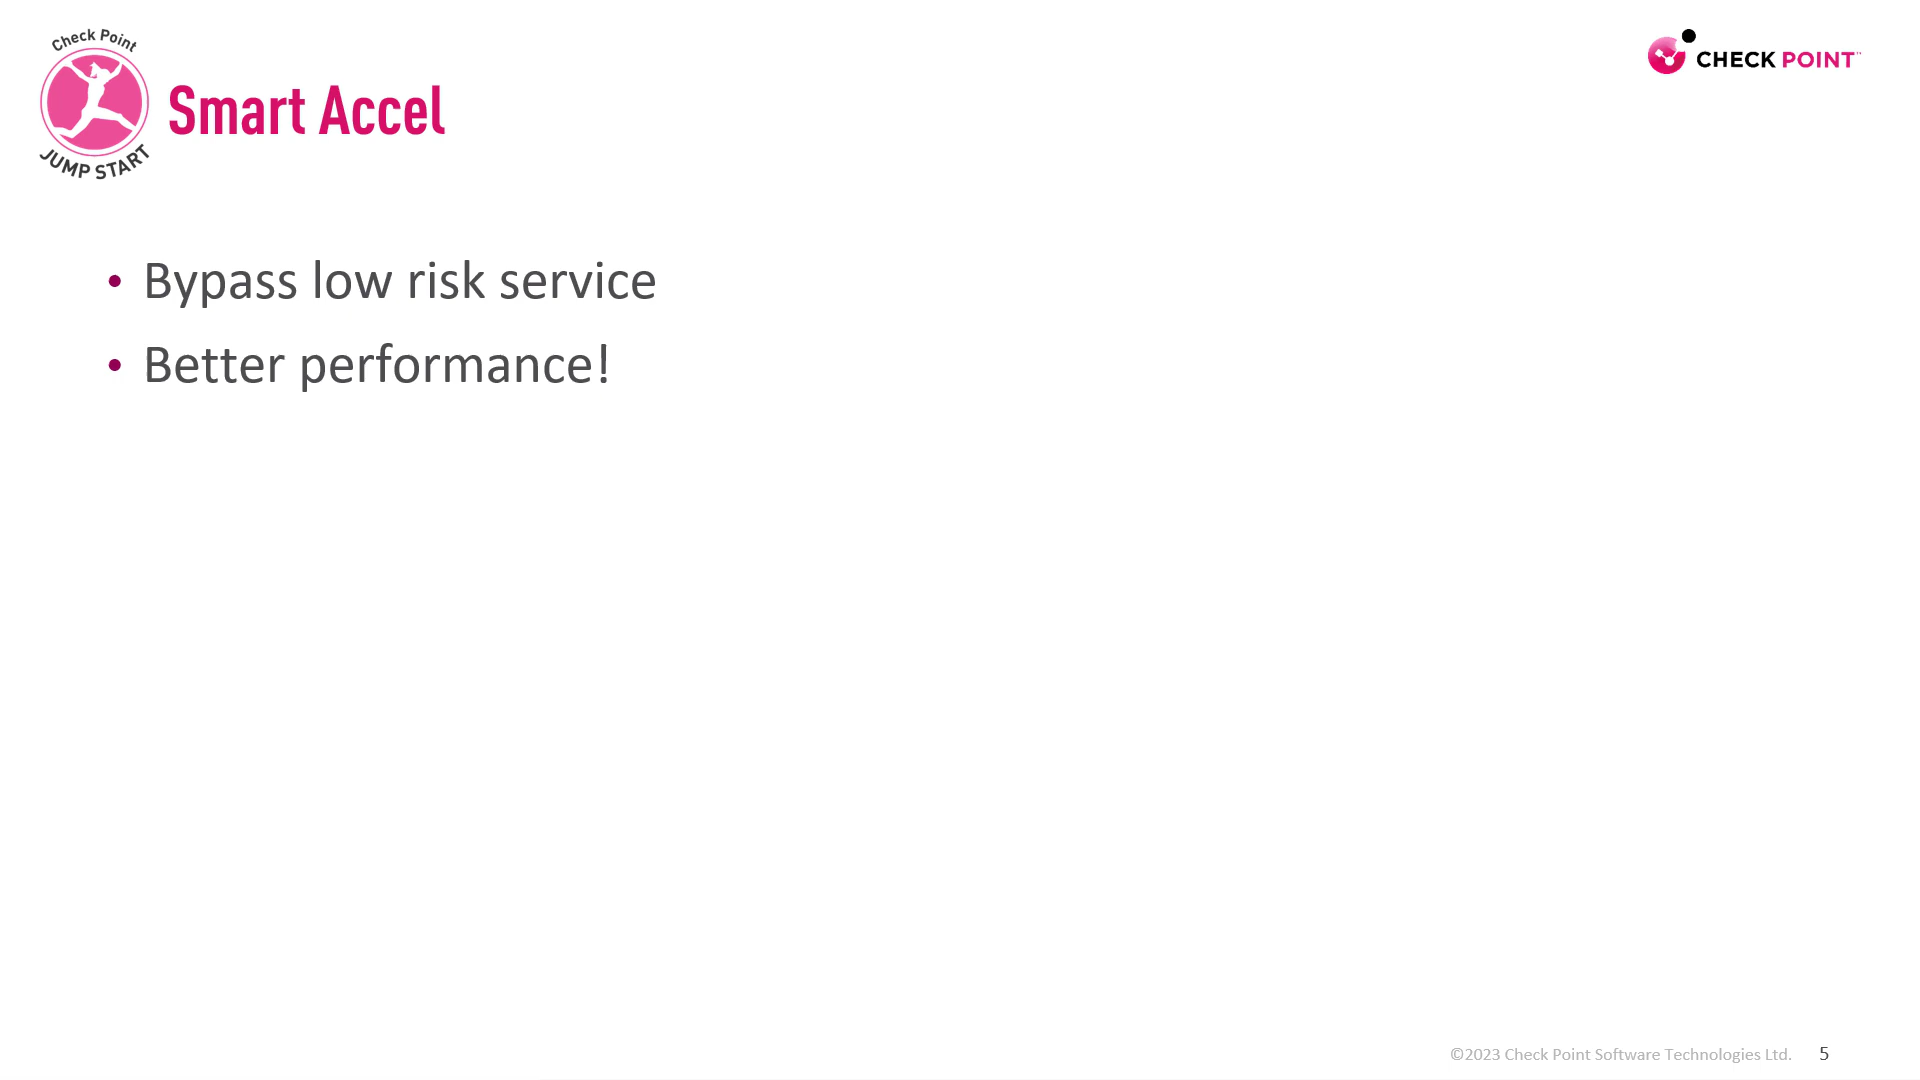 Check Point
JUMP START
Smart Accel
CHECK POINT™
• Bypass low risk service
• Better performance!
©2023 Check Point Software Technologies Ltd. 5